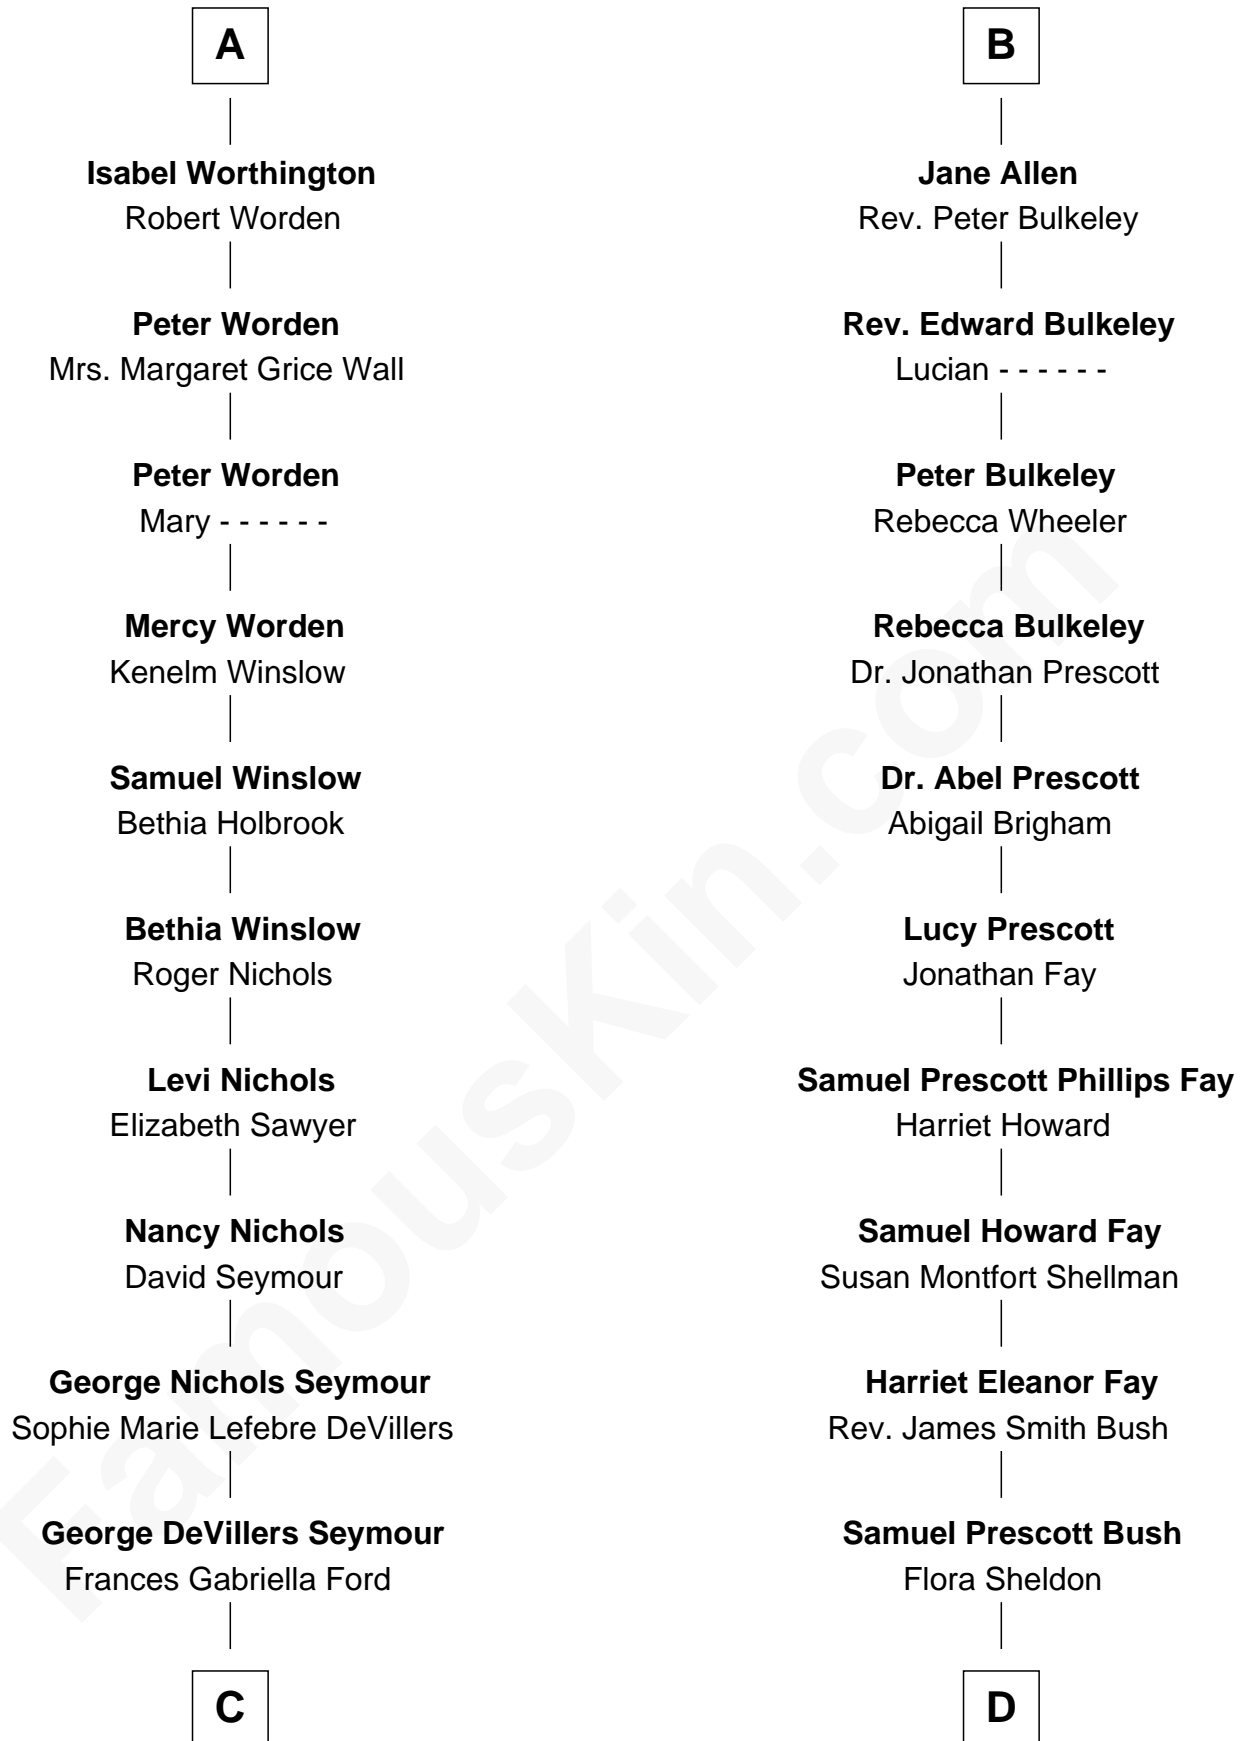 A
Isabel Worthington
Robert Worden
Peter Worden
Mrs. Margaret Grice Wall
Peter Worden
Mary - - - - - -
Mercy Worden
Kenelm Winslow
Samuel Winslow
Bethia Holbrook
Bethia Winslow
Roger Nichols
Levi Nichols
Elizabeth Sawyer
Nancy Nichols
David Seymour
George Nichols Seymour
Sophie Marie Lefebre DeVillers
George DeVillers Seymour
Frances Gabriella Ford
C
B
Jane Allen
Rev. Peter Bulkeley
Rev. Edward Bulkeley
Lucian - - - - - -
Peter Bulkeley
Rebecca Wheeler
Rebecca Bulkeley
Dr. Jonathan Prescott
Dr. Abel Prescott
Abigail Brigham
Lucy Prescott
Jonathan Fay
Samuel Prescott Phillips Fay
Harriet Howard
Samuel Howard Fay
Susan Montfort Shellman
Harriet Eleanor Fay
Rev. James Smith Bush
Samuel Prescott Bush
Flora Sheldon
D
FamousKin.com